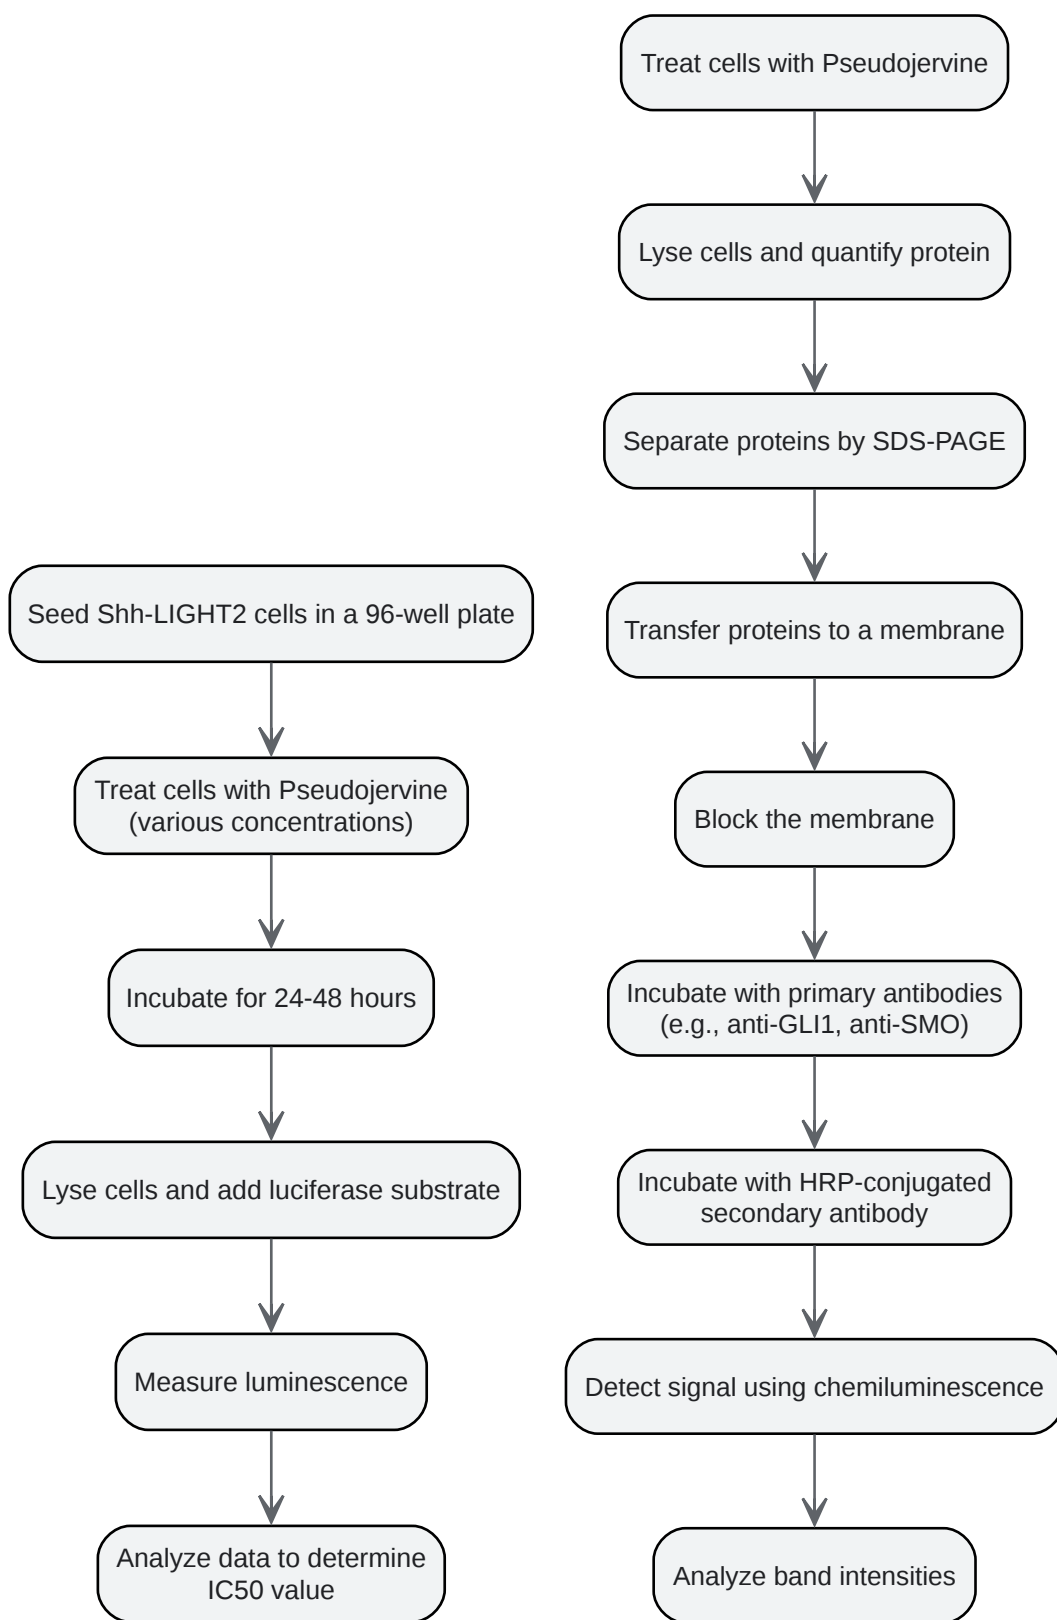 Seed Shh-LIGHT2 cells in a 96-well plate
Treat cells with Pseudojervine
(various concentrations)
Incubate for 24-48 hours
Lyse cells and add luciferase substrate
Measure luminescence
Analyze data to determine
IC50 value
Treat cells with Pseudojervine
Lyse cells and quantify protein
Separate proteins by SDS-PAGE
Transfer proteins to a membrane
Block the membrane
Incubate with primary antibodies
(e.g., anti-GLI1, anti-SMO)
Incubate with HRP-conjugated
secondary antibody
Detect signal using chemiluminescence
Analyze band intensities